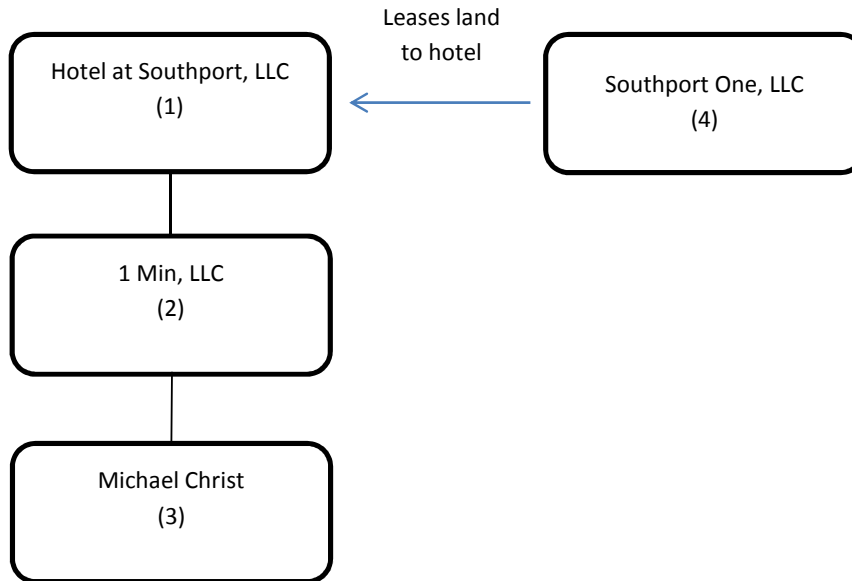 Leases land
to hotel
Hotel at Southport, LLC
(1)
Southport One, LLC
(4)
1 Min, LLC
(2)
Michael Christ
(3)